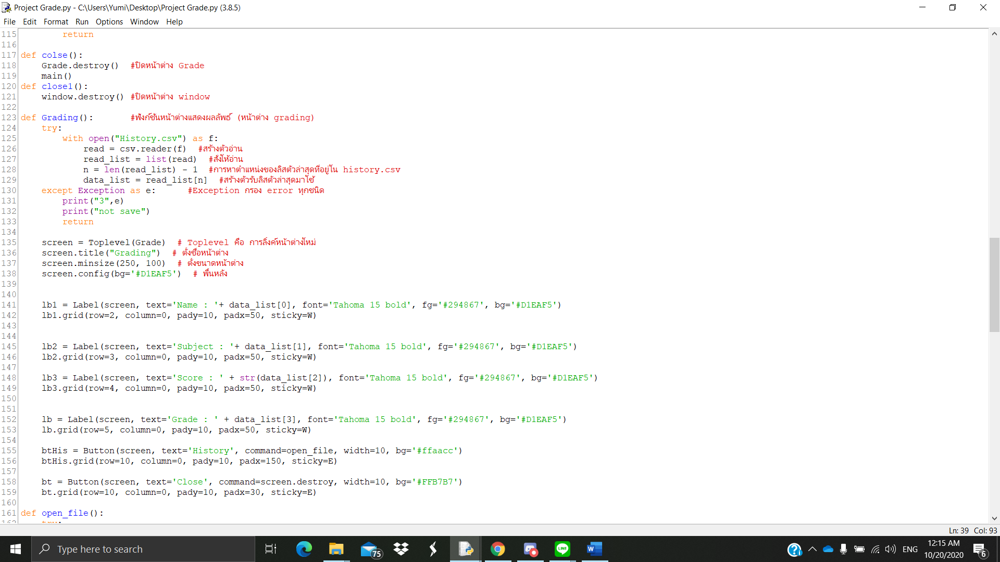 Project Grade.py - C:\Users\Yumi\Desktop\Project Grade.py (3.8.5)
File Edit Format Run Options Window Help
115         return
116
117 def colse():
118     Grade.destroy()  #ปิดหน้าต่าง Grade
119     main()
120 def close1():
121     window.destroy() #ปิดหน้าต่าง window
122
123 def Grading():       #ฟังก์ชันหน้าต่างแสดงผลลัพธ์ (หน้าต่าง grading)
124     try:
125         with open("History.csv") as f:
126             read = csv.reader(f)  #สร้างตัวอ่าน
127             read_list = list(read)  #สั่งให้อ่าน
128             n = len(read_list) - 1  #การหาตำแหน่งของลิสตัวล่าสุดที่อยู่ใน history.csv
129             data_list = read_list[n]  #สร้างตัวรับลิสตัวล่าสุดมาใช้
130     except Exception as e:      #Exception กรอง error ทุกชนิด
131         print("3",e)
132         print("not save")
133         return
134
135     screen = Toplevel(Grade)  # Toplevel คือ การลิ้งค์หน้าต่างใหม่
136     screen.title("Grading")  # ตั้งชื่อหน้าต่าง
137     screen.minsize(250, 100)  # ตั้งขนาดหน้าต่าง
138     screen.config(bg='#D1EAF5')  # พื้นหลัง
139
140
141     lb1 = Label(screen, text='Name : '+ data_list[0], font='Tahoma 15 bold', fg='#294867', bg='#D1EAF5')
142     lb1.grid(row=2, column=0, pady=10, padx=50, sticky=W)
143
144
145     lb2 = Label(screen, text='Subject : '+ data_list[1], font='Tahoma 15 bold', fg='#294867', bg='#D1EAF5')
146     lb2.grid(row=3, column=0, pady=10, padx=50, sticky=W)
147
148     lb3 = Label(screen, text='Score : ' + str(data_list[2]), font='Tahoma 15 bold', fg='#294867', bg='#D1EAF5')
149     lb3.grid(row=4, column=0, pady=10, padx=50, sticky=W)
150
151
152     lb = Label(screen, text='Grade : ' + data_list[3], font='Tahoma 15 bold', fg='#294867', bg='#D1EAF5')
153     lb.grid(row=5, column=0, pady=10, padx=50, sticky=W)
154
155     btHis = Button(screen, text='History', command=open_file, width=10, bg='#ffaacc')
156     btHis.grid(row=10, column=0, pady=10, padx=150, sticky=E)
157
158     bt = Button(screen, text='Close', command=screen.destroy, width=10, bg='#FFB7B7')
159     bt.grid(row=10, column=0, pady=10, padx=30, sticky=E)
160
161 def open_file():
162     try:
Ln: 39 Col: 93
Type here to search
75
LINE
W
ENG
12:15 AM
10/20/2020
6